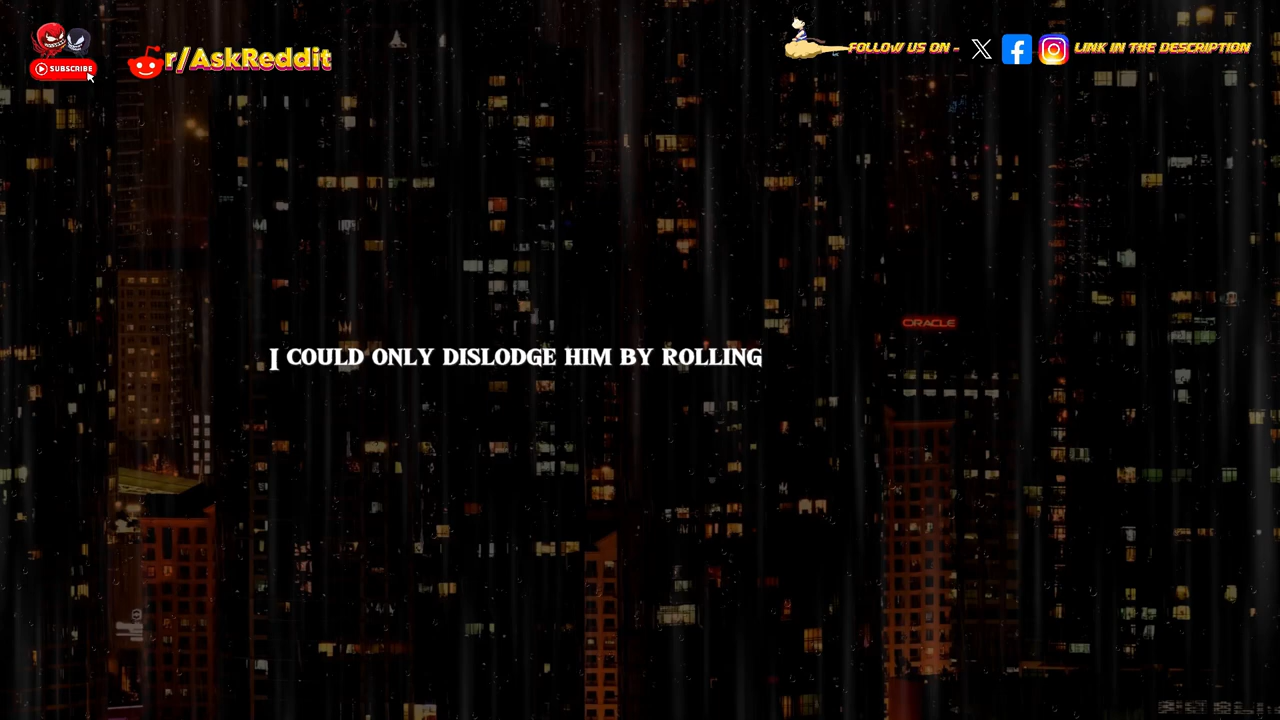 SUBSCRIBE
r/AskReddit
FOLLOW US ON -
LINK IN THE DESCRIPTION
ORACLE
I COULD ONLY DISLODGE HIM BY ROLLING